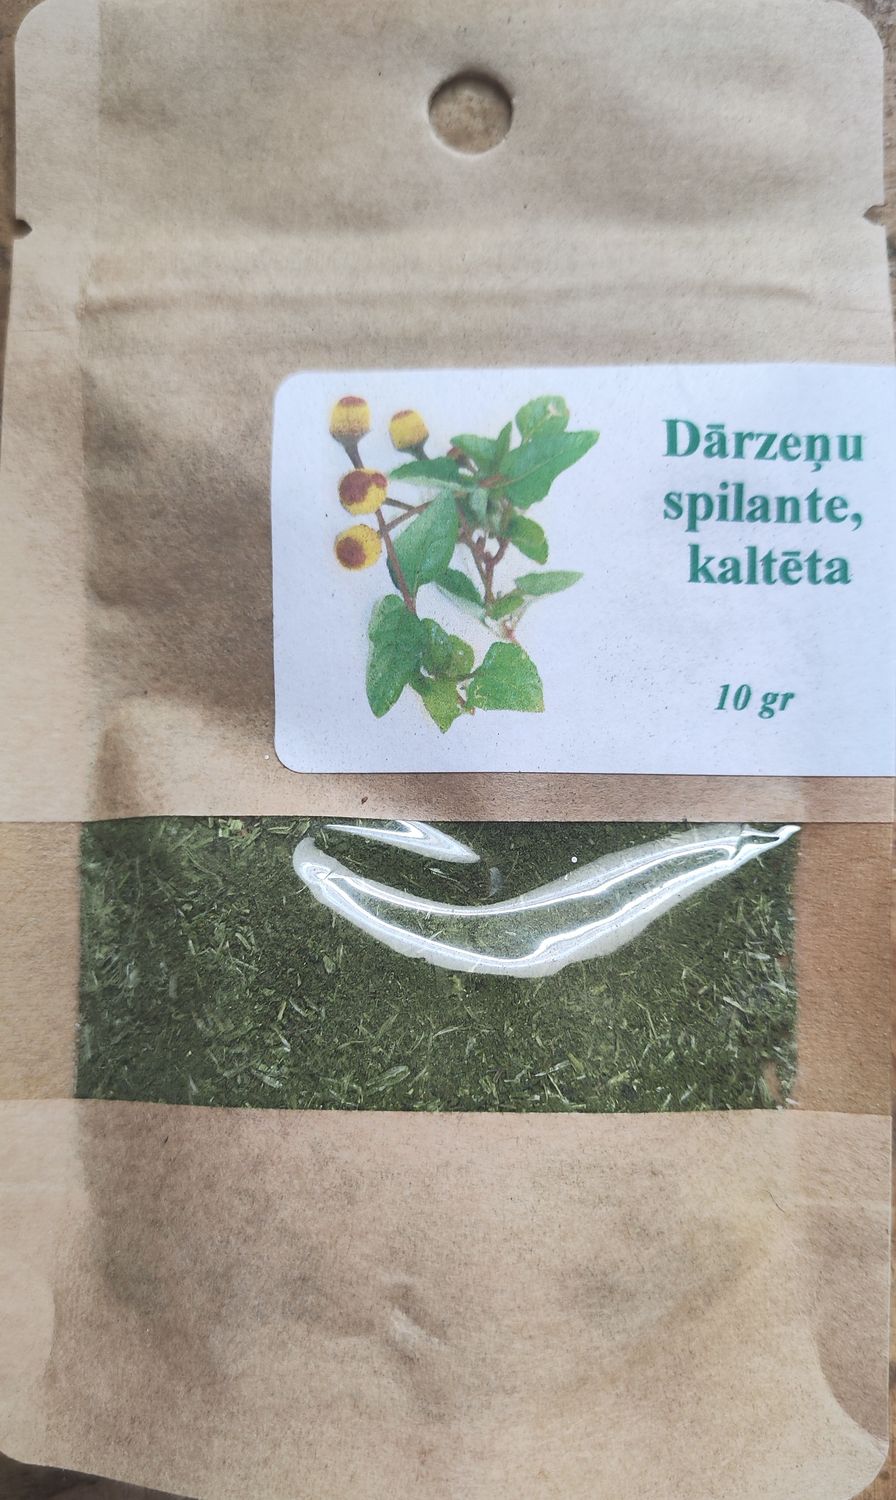 Dārzeņu
spilante,
kaltēta
10 gr